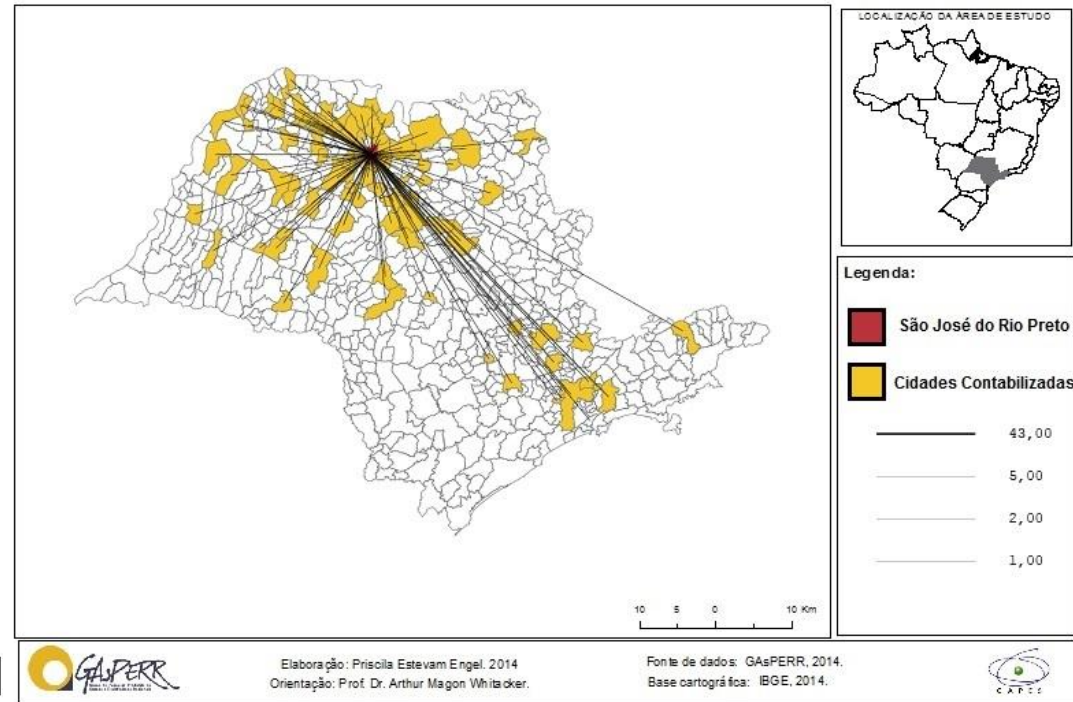 LOCALIZAÇÃO DA ÁREA DE ESTUDO
Legenda:
São José do Rio Preto
Cidades Contabilizadas
43,00
5,00
2,00
1,00
10 5 0 10 Km
GAsPERR
Elaboração: Priscila Estevam Engel. 2014
Orientação: Prof. Dr. Arthur Magon Whitacker.
Fonte de dados: GAsPERR, 2014.
Base cartográfica: IBGE, 2014.
CAPES